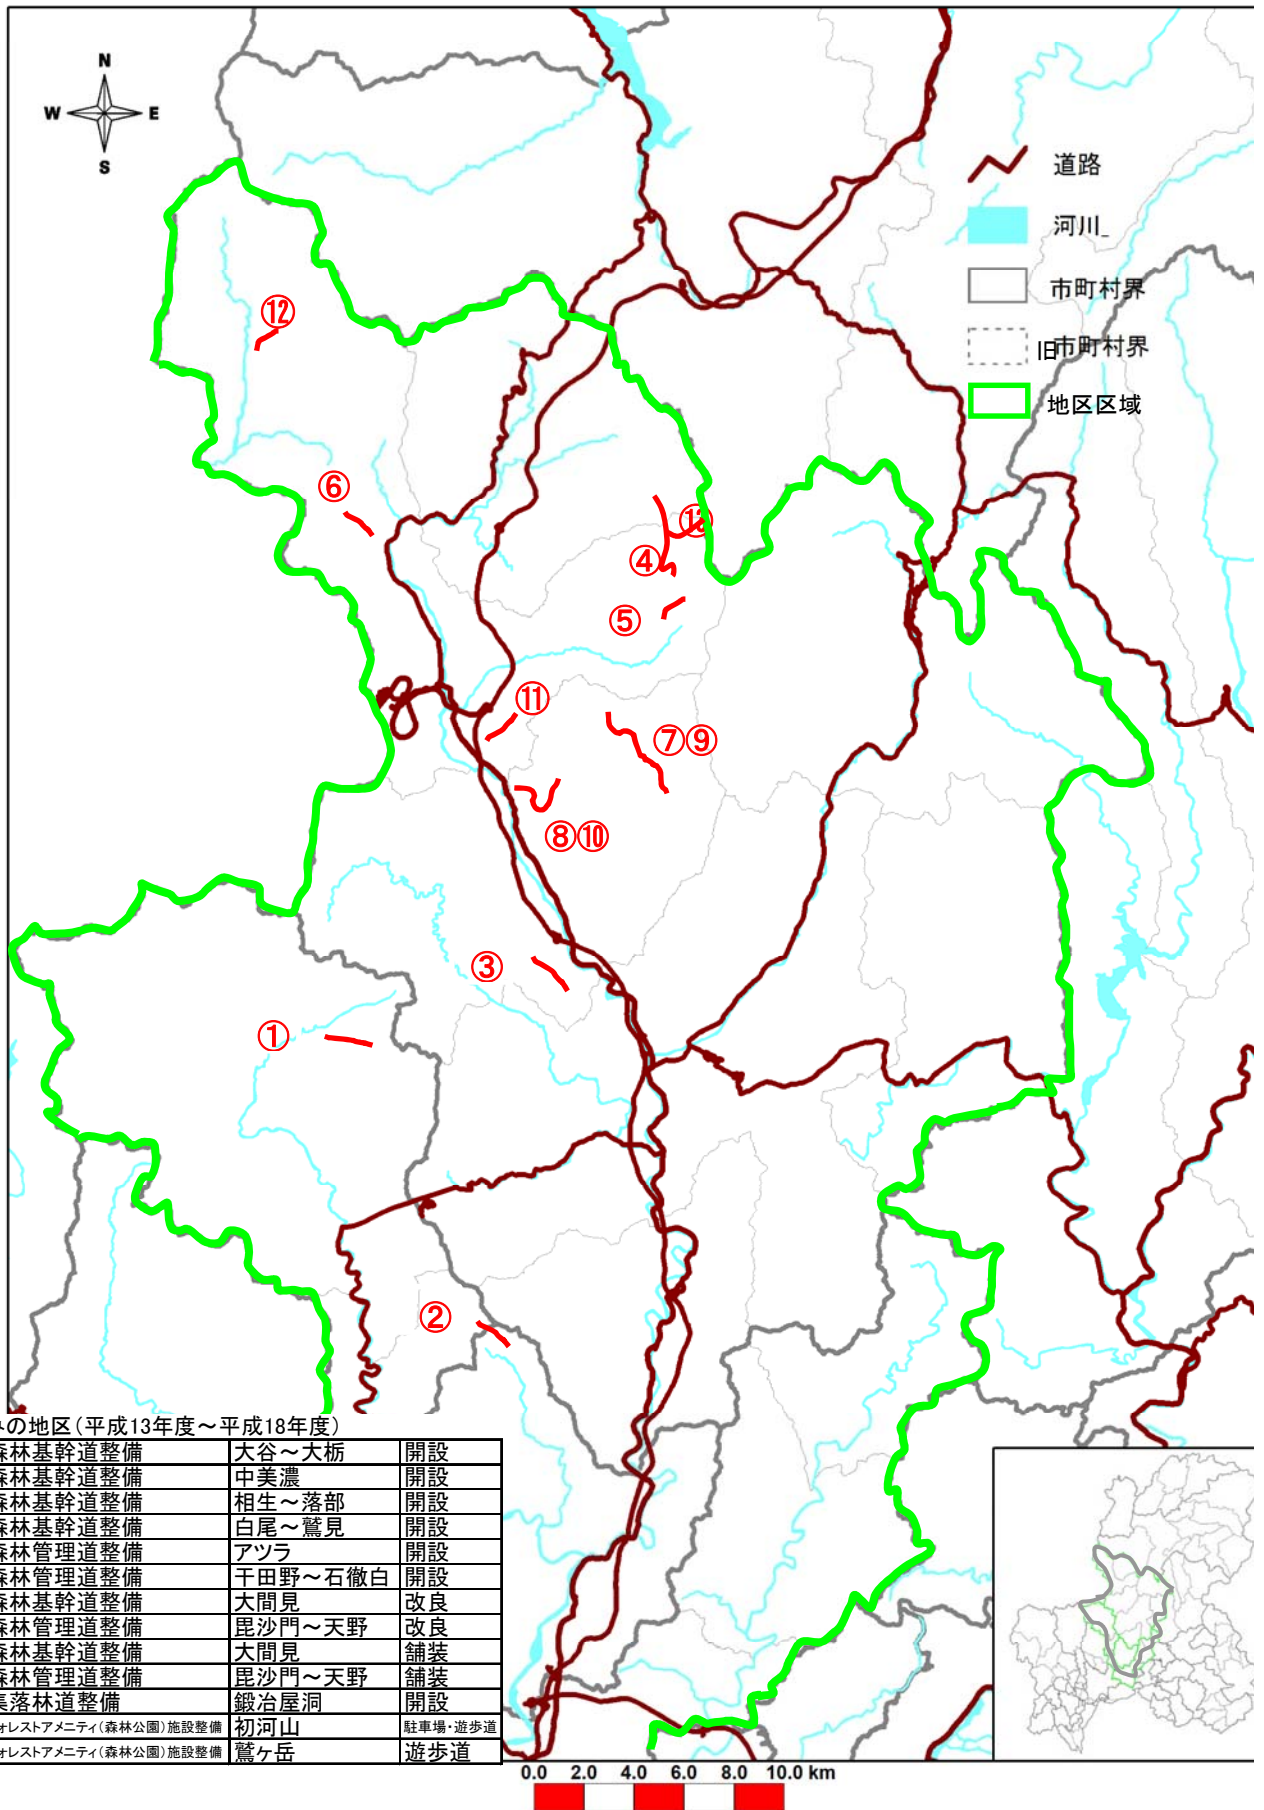 N
W E
S
道路
河川_
市町村界
旧市町村界
地区区域
⑫
⑥
⑬
④
⑤
⑪
⑦⑨
⑧⑩
③
①
②
の地区(平成13年度～平成18年度)
森林基幹道整備 大谷～大栃 開設
森林基幹道整備 中美濃 開設
森林基幹道整備 相生～落部 開設
森林基幹道整備 白尾～鷲見 開設
森林管理道整備 アツラ 開設
森林管理道整備 干田野～石徹白 開設
森林基幹道整備 大間見 改良
森林管理道整備 毘沙門～天野 改良
森林基幹道整備 大間見 舗装
森林管理道整備 毘沙門～天野 舗装
集落林道整備 鍛冶屋洞 開設
ォレストアメニティ(森林公園)施設整備 初河山 駐車場・遊歩道
ォレストアメニティ(森林公園)施設整備 鷲ヶ岳 遊歩道
0.0 2.0 4.0 6.0 8.0 10.0 km